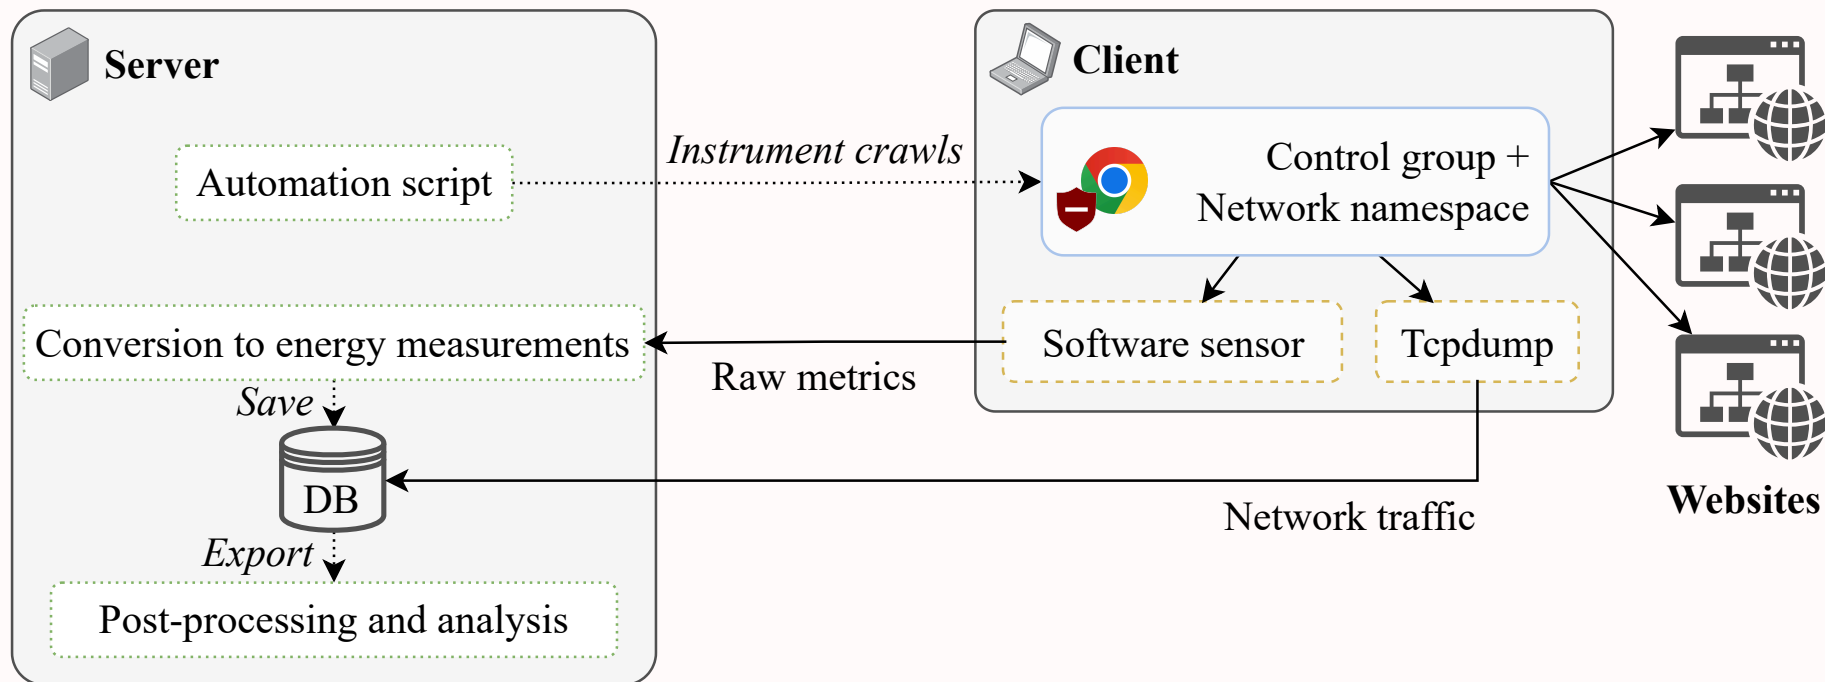 Server
Automation script
Instrument crawls
Client
Control group +
Network namespace
Software sensor
Tcpdump
Raw metrics
Conversion to energy measurements
Save
DB
Network traffic
Export
Post-processing and analysis
Websites